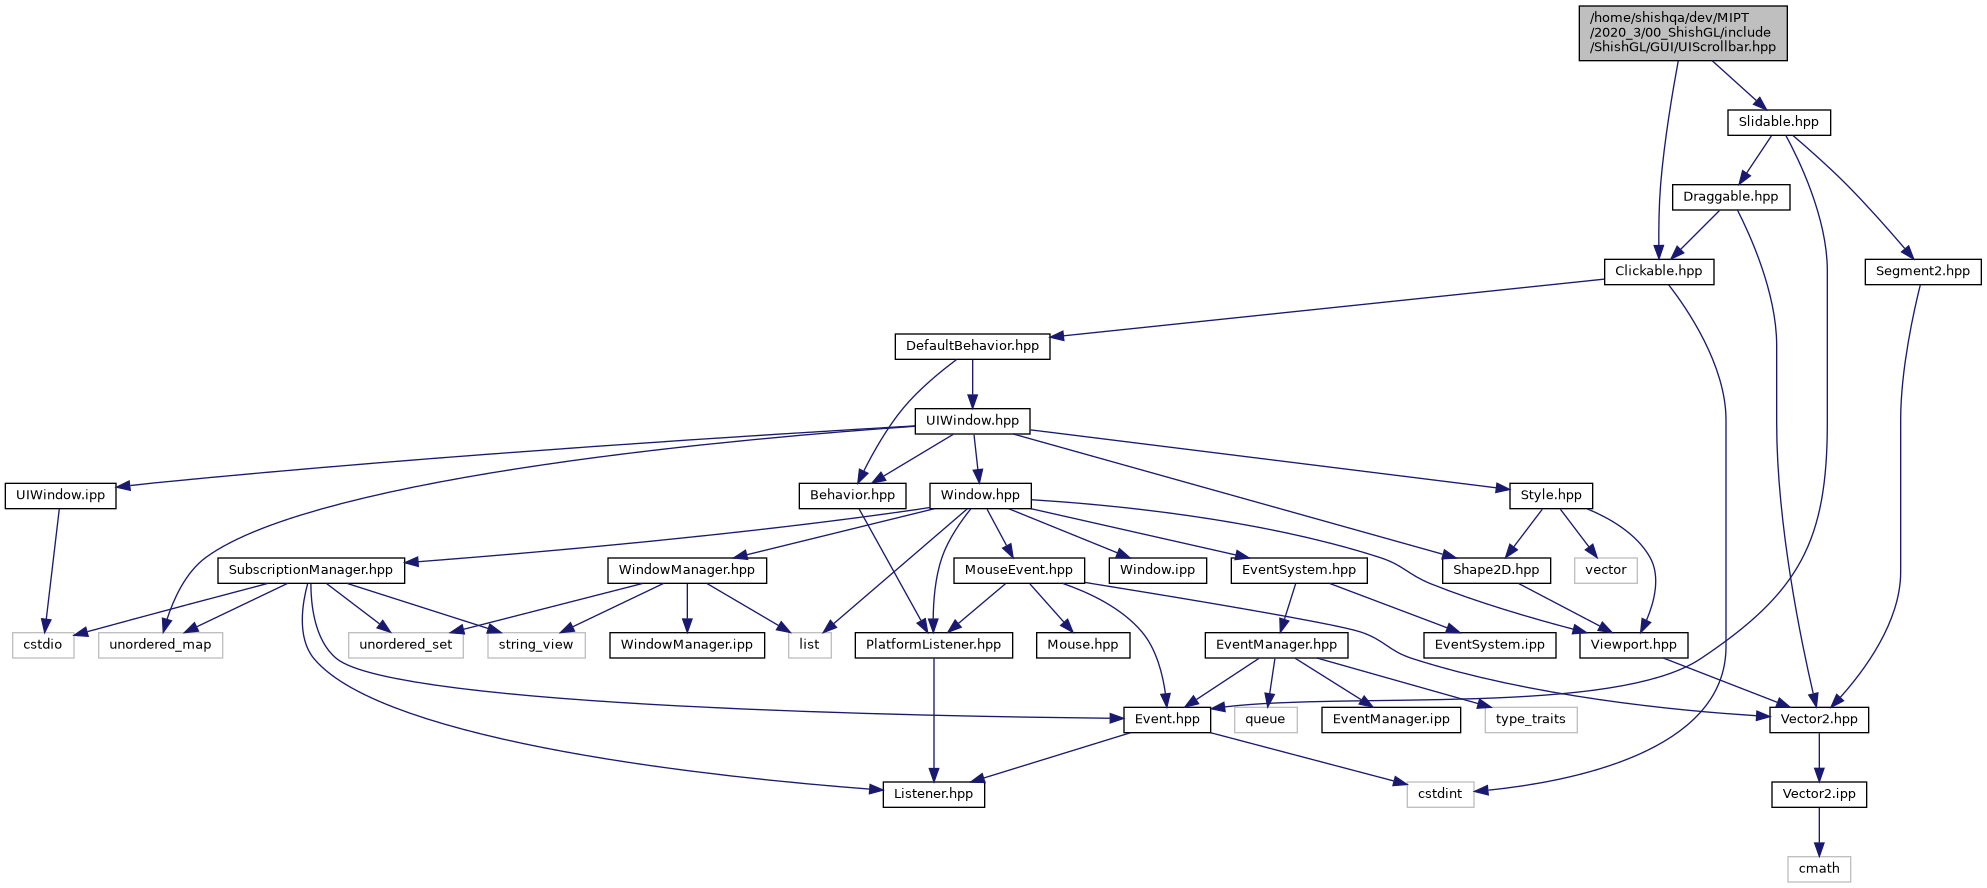 /home/shishqa/dev/MIPT
/2020_3/00_ShishGL/include
/ShishGL/GUI/UIScrollbar.hpp
Slidable.hpp
Draggable.hpp
Clickable.hpp
Segment2.hpp
DefaultBehavior.hpp
UIWindow.hpp
UIWindow.ipp
Behavior.hpp
Window.hpp
Style.hpp
SubscriptionManager.hpp
WindowManager.hpp
MouseEvent.hpp
Window.ipp
EventSystem.hpp
Shape2D.hpp
vector
cstdio
unordered_map
unordered_set
string_view
WindowManager.ipp
list
PlatformListener.hpp
Mouse.hpp
EventManager.hpp
EventSystem.ipp
Viewport.hpp
Event.hpp
queue
EventManager.ipp
type_traits
Vector2.hpp
Listener.hpp
cstdint
Vector2.ipp
cmath